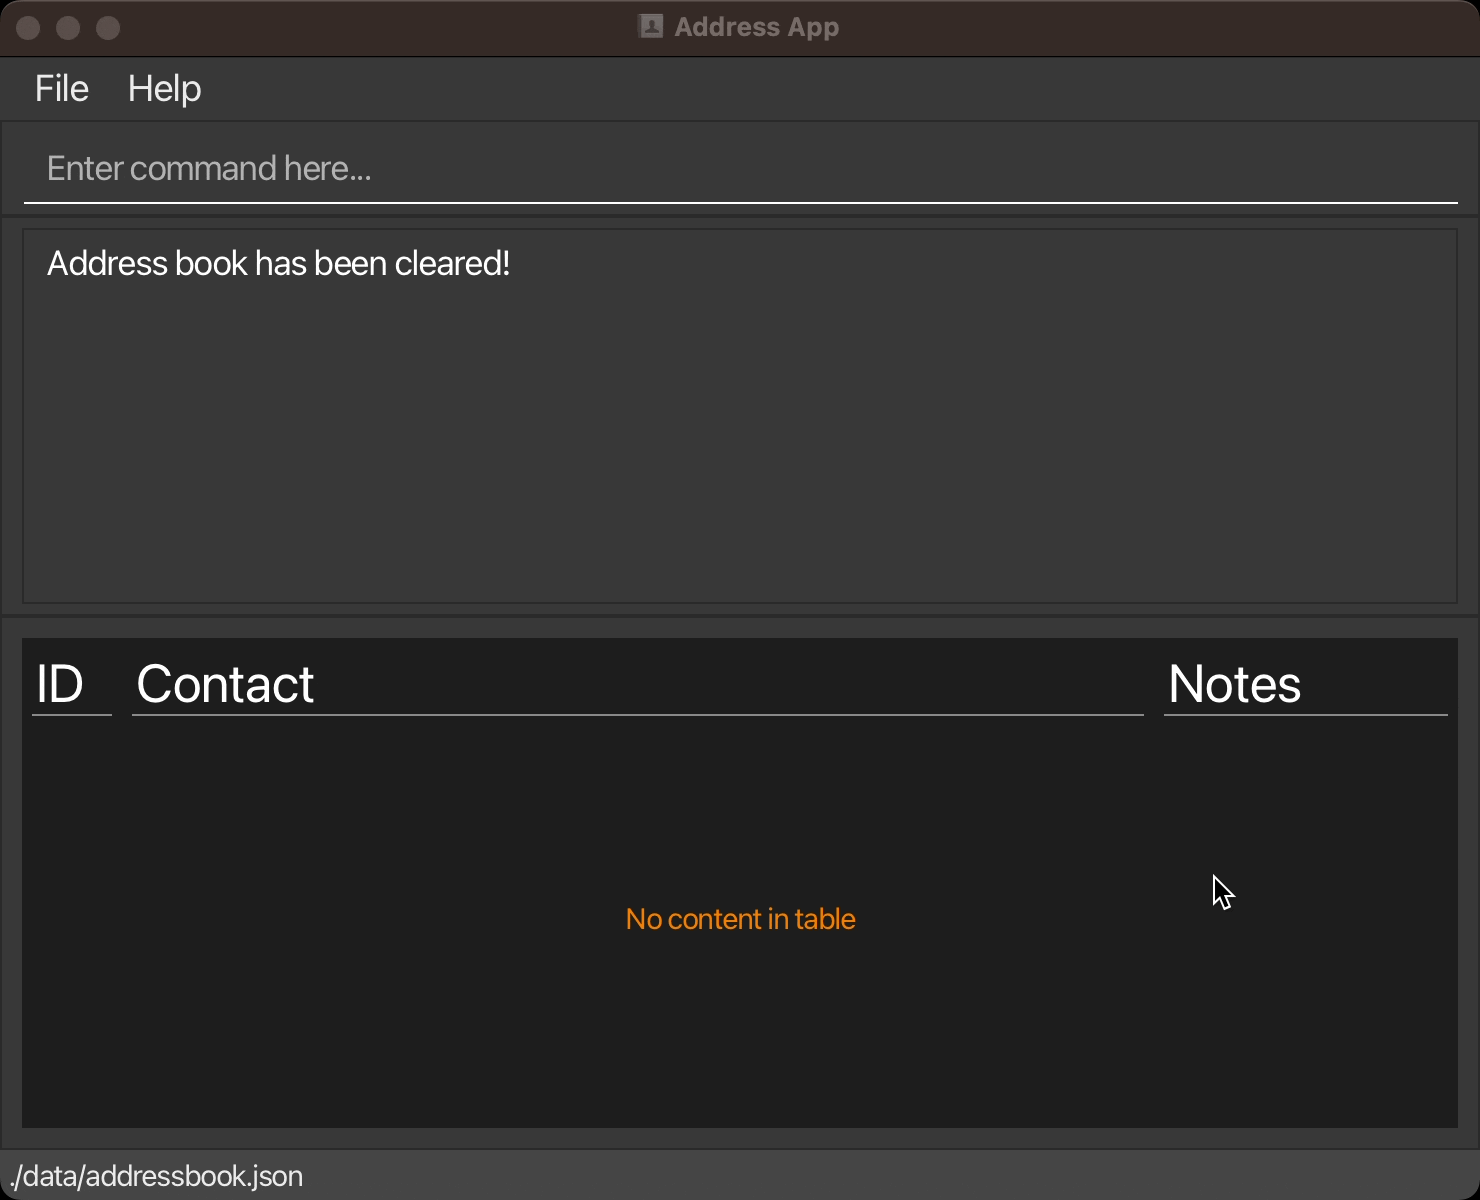 Address App
File Help
Enter command here...
Address book has been cleared!
ID Contact Notes
No content in table
./data/addressbook.json